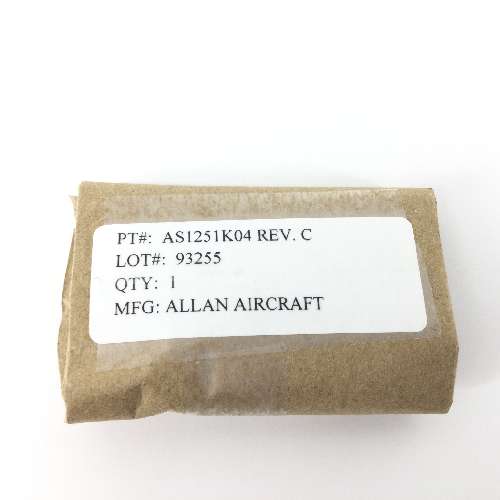 PT#: AS1251K04 REV. C
LOT#: 93255
QTY: 1
MFG: ALLAN AIRCRAFT